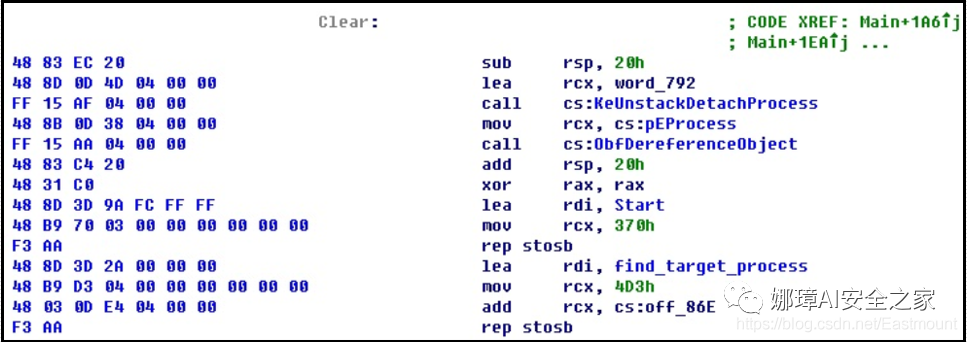 Clear: ; CODE XREF: Main+1A6↑j
; Main+1EA↑j ...
48 83 EC 20 sub rsp, 20h
48 8D 0D 4D 04 00 00 lea rcx, word_792
FF 15 AF 04 00 00 call cs:KeUnstackDetachProcess
48 8B 0D 38 04 00 00 mov rcx, cs:pEProcess
FF 15 AA 04 00 00 call cs:ObfDereferenceObject
48 83 C4 20 add rsp, 20h
48 31 C0 xor rax, rax
48 8D 3D 9A FC FF FF lea rdi, Start
48 B9 70 03 00 00 00 00 00 00 mov rcx, 370h
F3 AA rep stosb
48 8D 3D 2A 00 00 00 lea rdi, find_target_process
48 B9 D3 04 00 00 00 00 00 00 mov rcx, 4D3h
48 03 0D E4 04 00 00 add rcx, cs:off_86E
F3 AA rep stosb
娜璋AI安全之家
https://blog.csdn.net/Eastmount